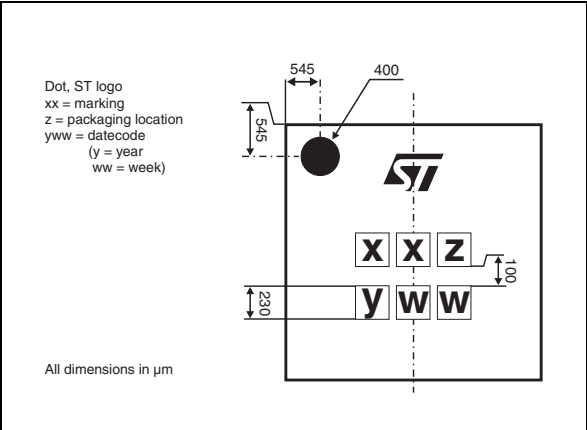 545
400
Dot, ST logo
xx = marking
z = packaging location
yww = datecode
(y = year
ww = week)
545
ST
x x z
100
y w w
230
All dimensions in µm